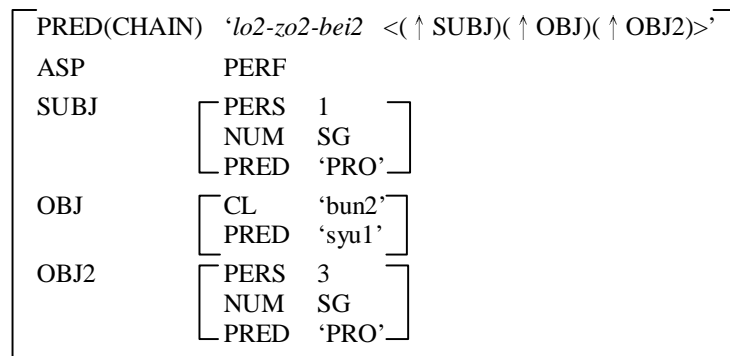 PRED(CHAIN) ‘lo2-zo2-bei2 <(↑ SUBJ)(↑ OBJ)(↑ OBJ2)>’
ASP PERF
SUBJ PERS 1
NUM SG
PRED ‘PRO’
OBJ CL ‘bun2’
PRED ‘syu1’
OBJ2 PERS 3
NUM SG
PRED ‘PRO’